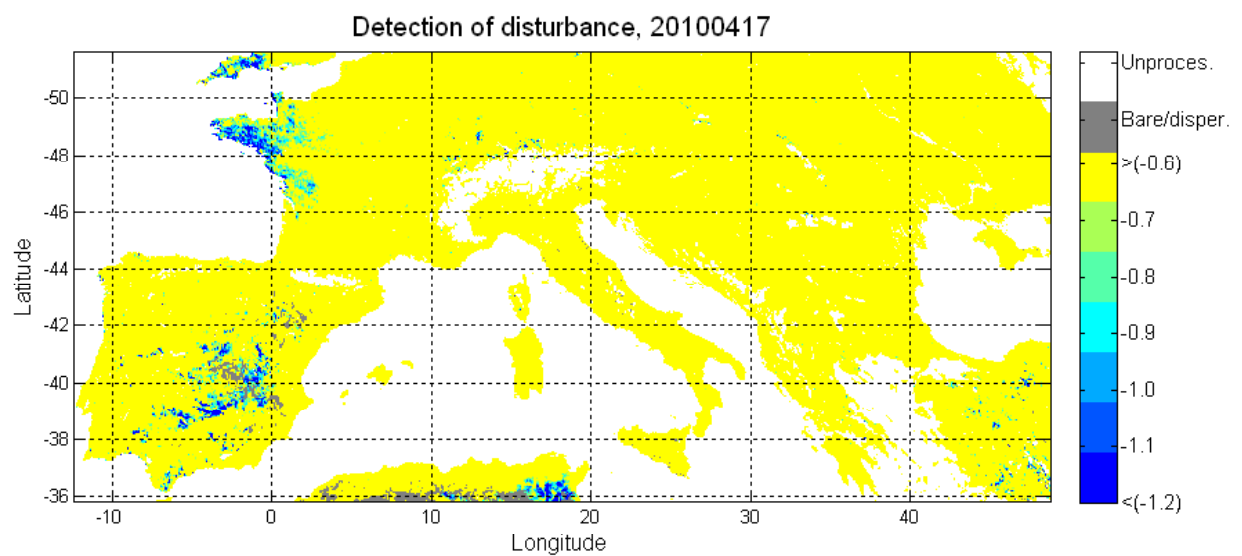 Detection of disturbance, 20100417
Unproces.
-50
Bare/disper.
-48
>(-0.6)
-46
-0.7
-44
-0.8
-42
-0.9
-40
-1.0
-38
-1.1
-36
<(-1.2)
Latitude
-10 0 10 20 30 40
Longitude